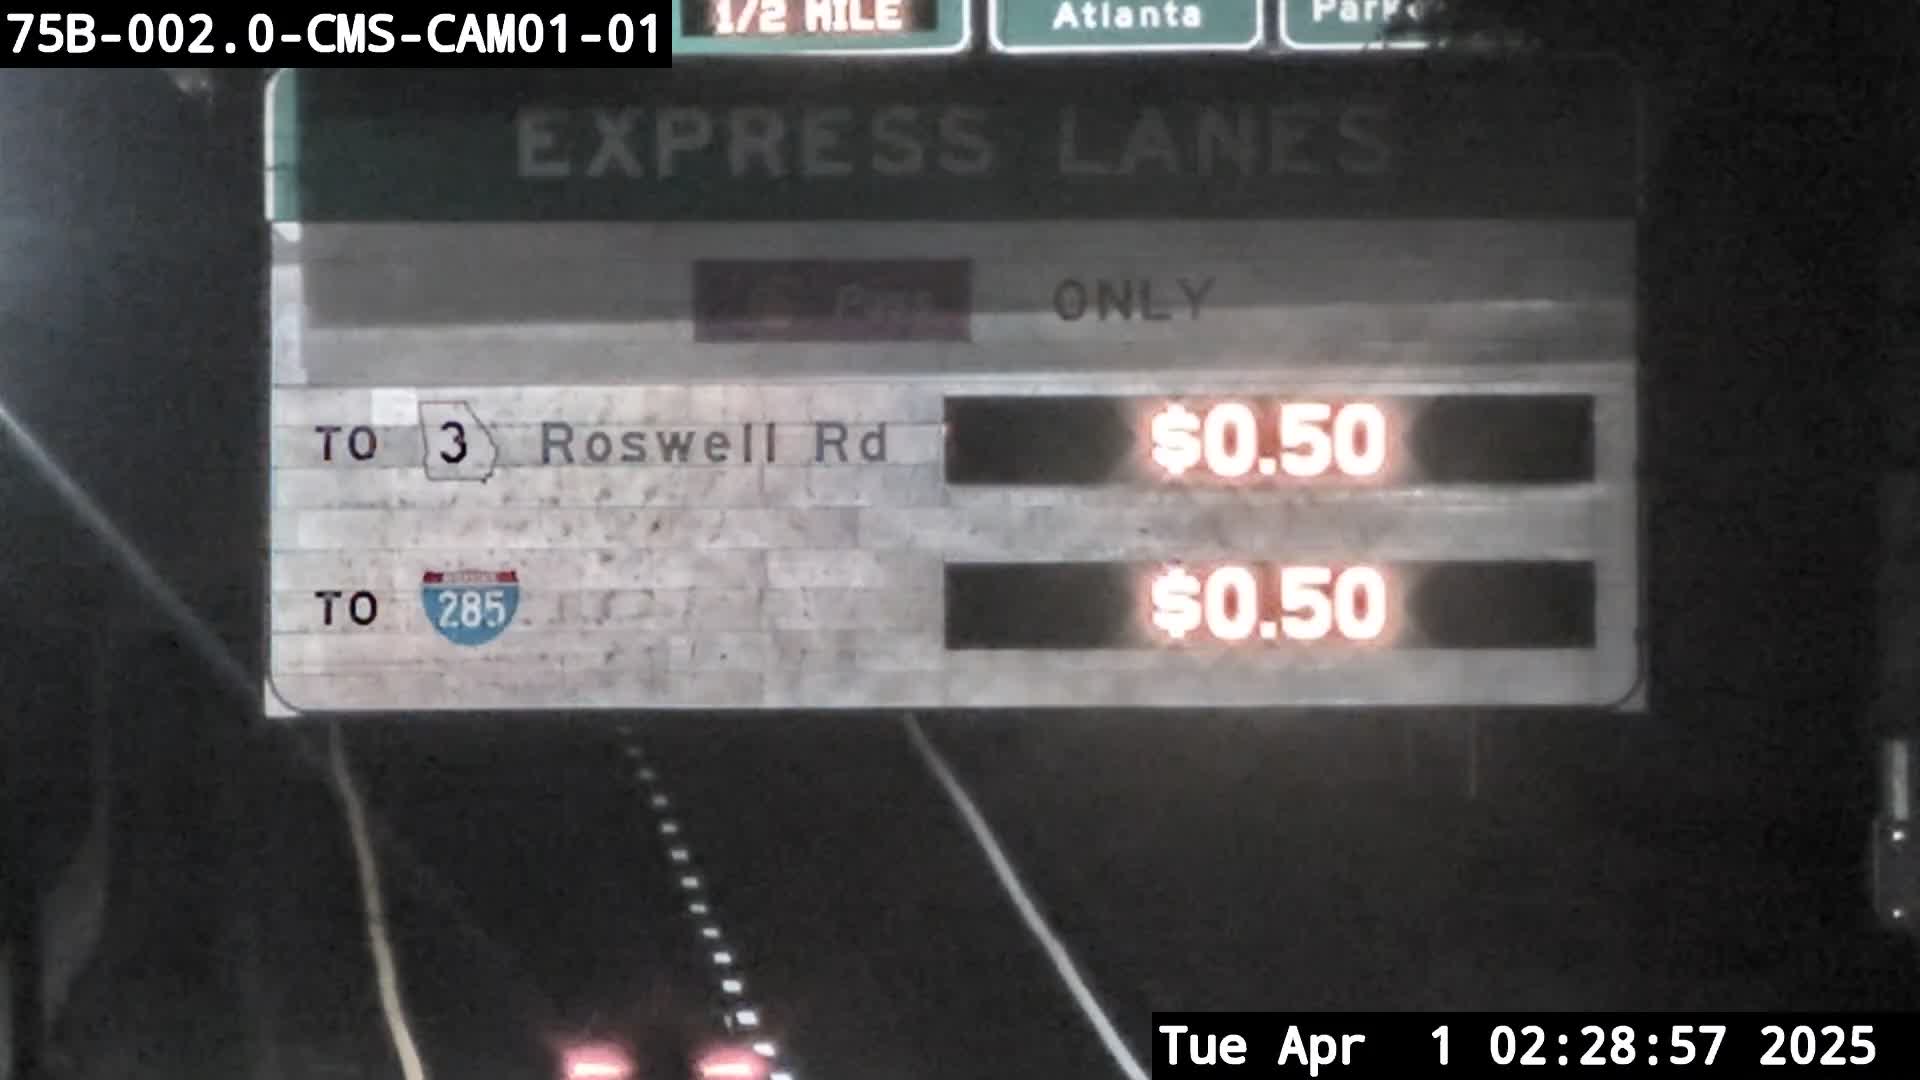 75B-002.0-CMS-CAM01-01
1/2 MILE
Atlanta
EXPRESS LANES
Pass ONLY
TO 3 Roswell Rd $0.50
TO 285 $0.50
Tue Apr 1 02:28:57 2025